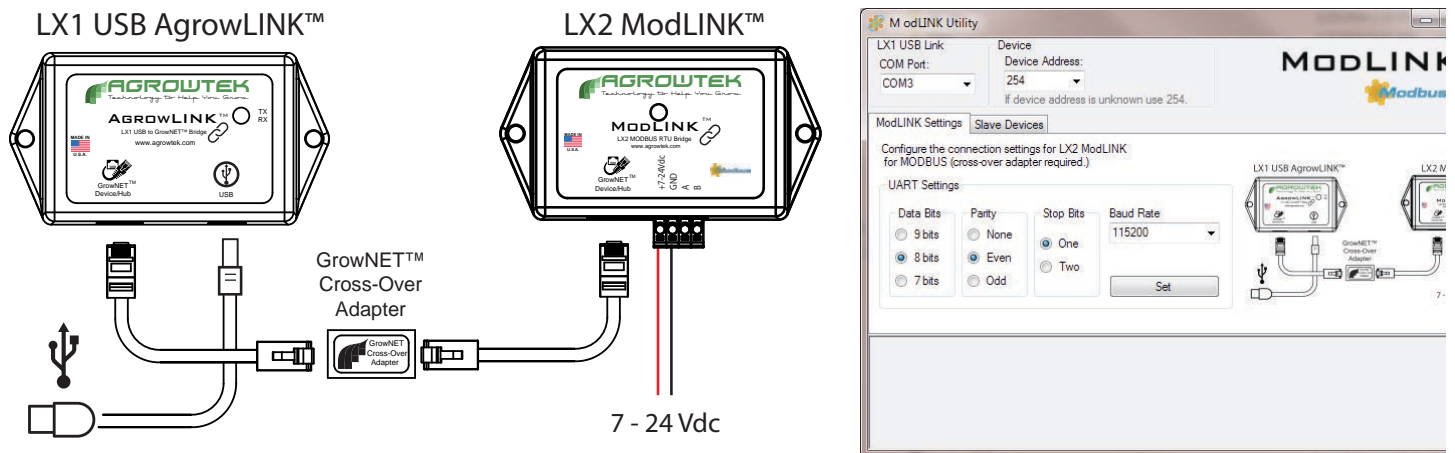 LX1 USB AgrowLINK™
AGROWTEK
Technology To Help You Grow
AGROWLINK™
TX
RX
LX1 USB to GrowNET™ Bridge
www.agrowtek.com
MADE IN
U.S.A.
GrowNET™
Device/Hub
USB
LX2 ModLINK™
AGROWTEK
Technology To Help You Grow
MODLINK™
LX2 MODBUS RTU Bridge
www.agrowtek.com
MADE IN
U.S.A.
GrowNET™
Device/Hub
+7-24Vdc
GND
A
B
Modbus
GrowNET™
Cross-Over
Adapter
GrowNET
Cross-Over
Adapter
7 - 24 Vdc
M odLINK Utility
LX1 USB Link
COM Port:
COM3
Device
Device Address:
254
If device address is unknown use 254.
MODLINK
Modbus
ModLINK Settings
Slave Devices
Configure the connection settings for LX2 ModLINK
for MODBUS (cross-over adapter required.)
UART Settings
Data Bits
9 bits
8 bits
7 bits
Parity
None
Even
Odd
Stop Bits
One
Two
Baud Rate
115200
Set
LX1 USB AgrowLINK™
LX2 M
GrowNET™
Cross-Over
Adapter
7 -